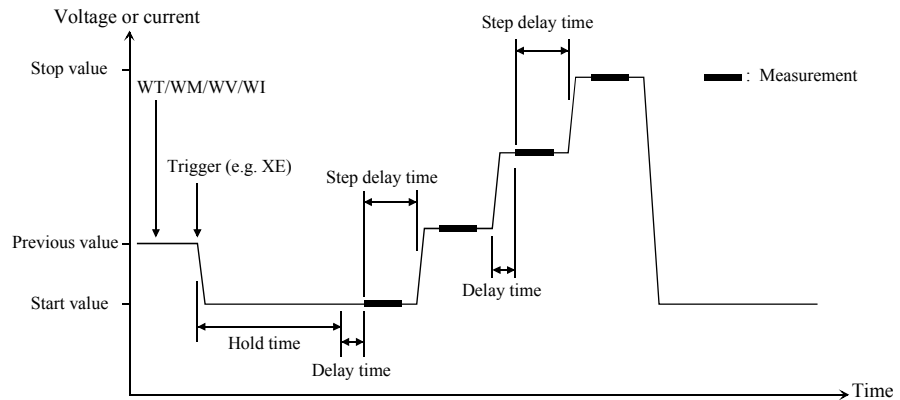 Voltage or current
Step delay time
Stop value
WT/WM/WV/WI
: Measurement
Trigger (e.g. XE)
Step delay time
Previous value
Delay time
Start value
Hold time
Delay time
Time